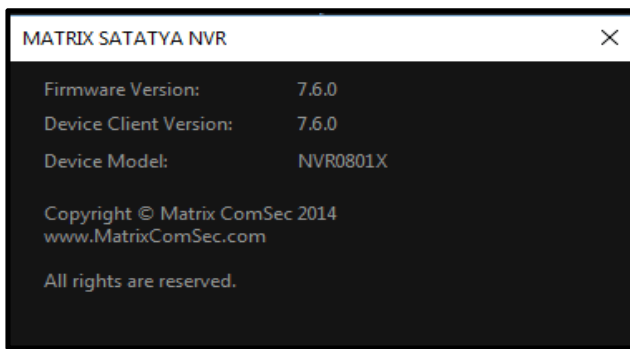 MATRIX SATATYA NVR
Firmware Version: 7.6.0
Device Client Version: 7.6.0
Device Model: NVR0801X
Copyright © Matrix ComSec 2014
www.MatrixComSec.com
All rights are reserved.